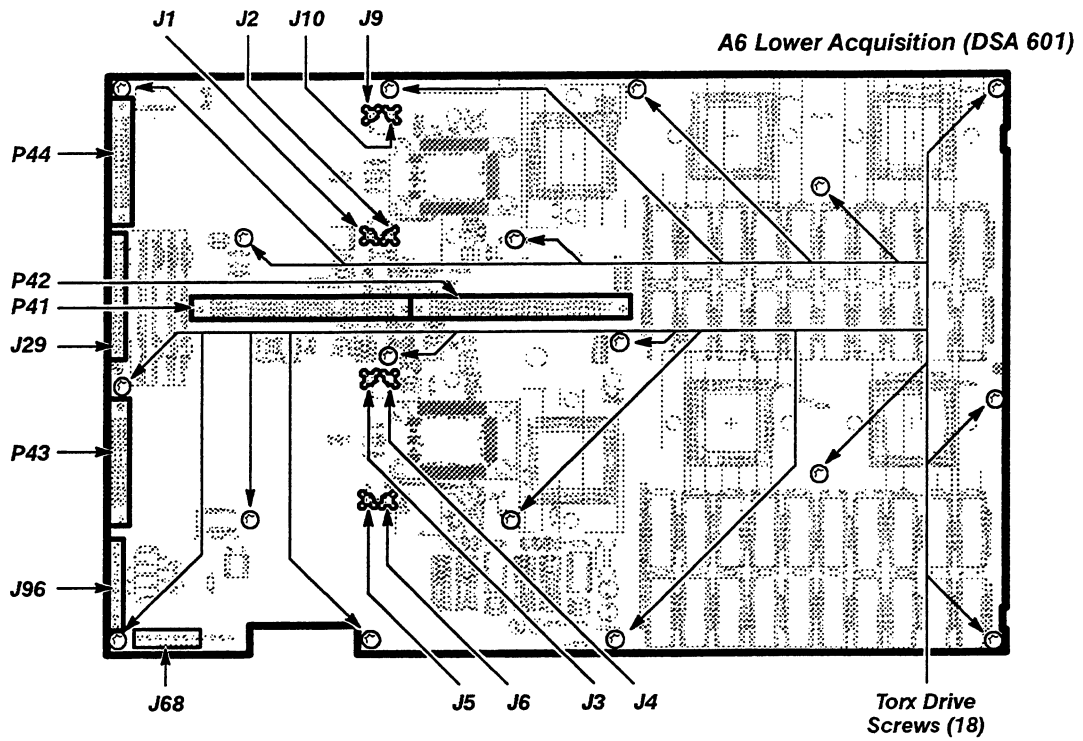 J1
J2
J10
J9
A6 Lower Acquisition (DSA 601)
P44
P42
P41
J29
P43
J96
J68
J5
J6
J3
J4
Torx Drive
Screws (18)